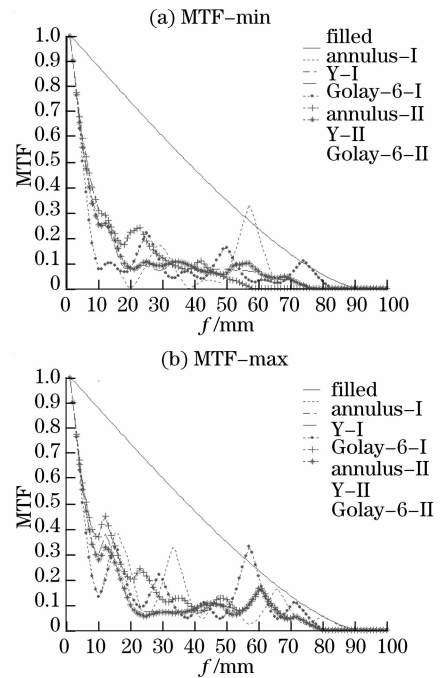 (a) MTF-min
1.0
0.9
0.8
0.7
0.6
0.5
0.4
0.3
0.2
0.1
0
MTF
filled
annulus-I
Y-I
Golay-6-I
annulus-II
Y-II
Golay-6-II
0 10 20 30 40 50 60 70 80 90 100
f/mm
(b) MTF-max
1.0
0.9
0.8
0.7
0.6
0.5
0.4
0.3
0.2
0.1
0
MTF
filled
annulus-I
Y-I
Golay-6-I
annulus-II
Y-II
Golay-6-II
0 10 20 30 40 50 60 70 80 90 100
f/mm